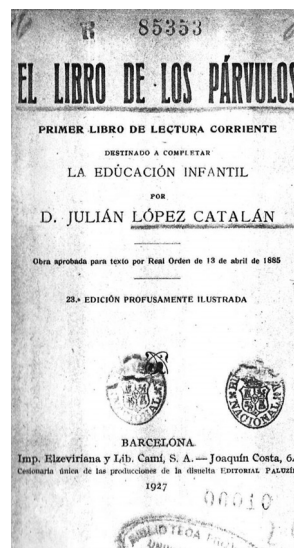 R 85353
EL LIBRO DE LOS PÁRVULOS
PRIMER LIBRO DE LECTURA CORRIENTE
DESTINADO A COMPLETAR
LA EDUCACIÓN INFANTIL
POR
D. JULIÁN LÓPEZ CATALÁN
Obra aprobada para texto por Real Orden de 13 de abril de 1885
23.ª EDICIÓN PROFUSAMENTE ILUSTRADA
BARCELONA
Imp. Elzeviriana y Lib. Camí, S. A. — Joaquín Costa, 6
Cesionaria única de las producciones de la disuelta EDITORIAL PALUZÍ
1927
BIBLIOTECA